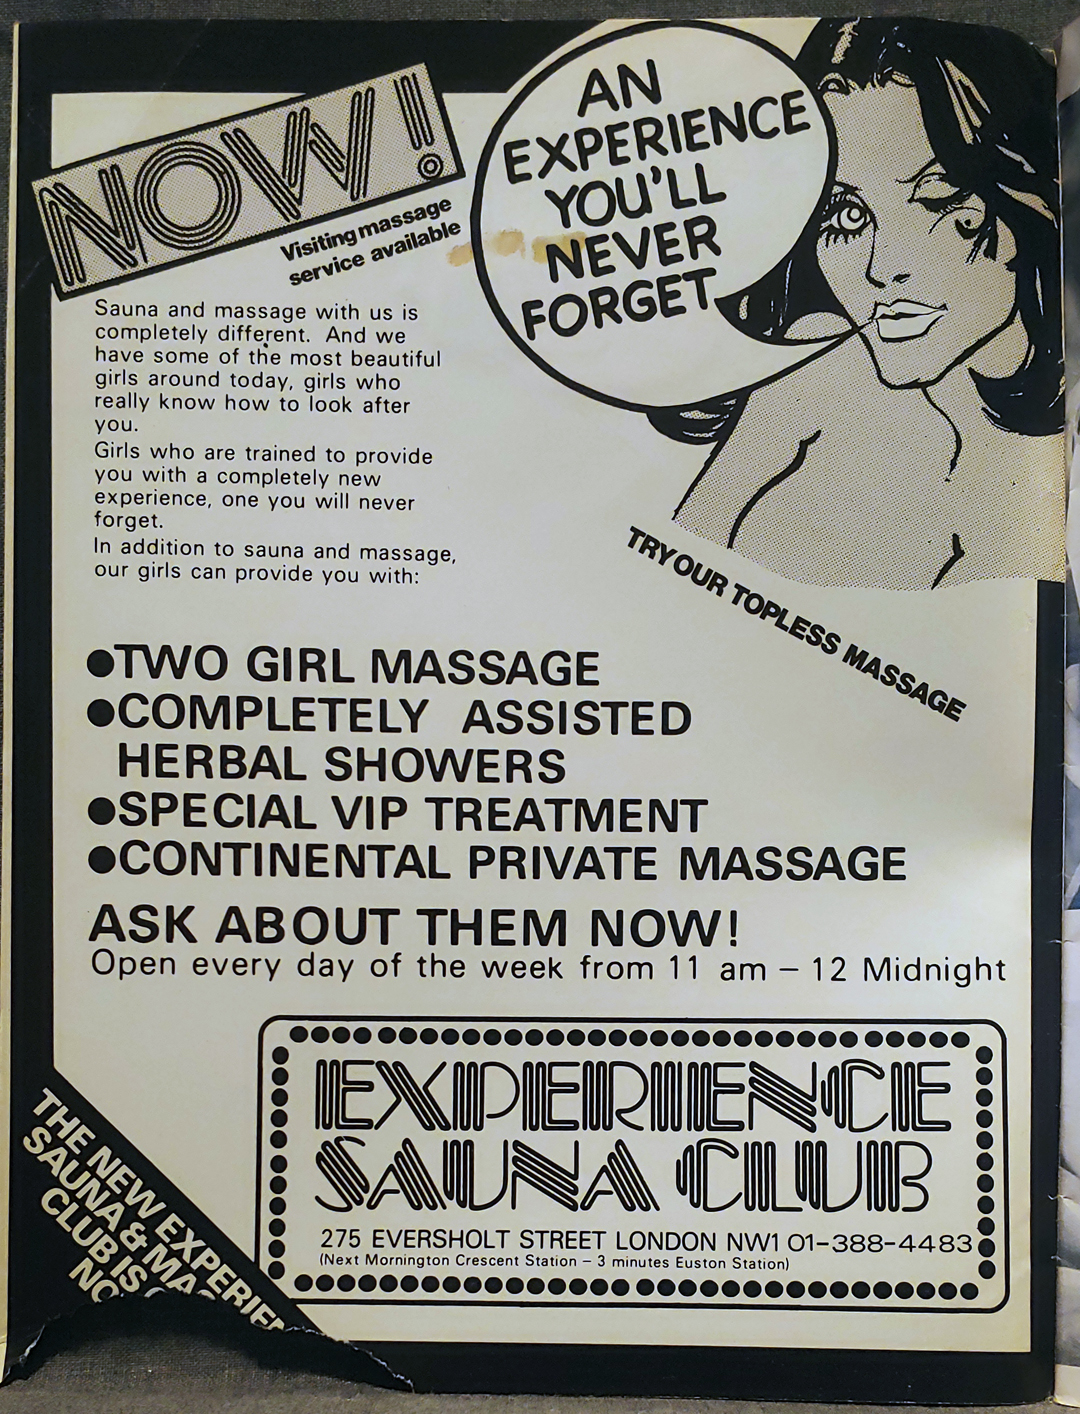 NOW!
Visiting massage
service available
AN
EXPERIENCE
YOU'LL
NEVER
FORGET
Sauna and massage with us is
completely different. And we
have some of the most beautiful
girls around today, girls who
really know how to look after
you.
Girls who are trained to provide
you with a completely new
experience, one you will never
forget.
In addition to sauna and massage,
our girls can provide you with:
TRY OUR TOPLESS MASSAGE
●TWO GIRL MASSAGE
●COMPLETELY ASSISTED
HERBAL SHOWERS
●SPECIAL VIP TREATMENT
●CONTINENTAL PRIVATE MASSAGE
ASK ABOUT THEM NOW!
Open every day of the week from 11 am – 12 Midnight
EXPERIENCE
SAUNA CLUB
275 EVERSHOLT STREET LONDON NW1 01-388-4483
(Next Mornington Crescent Station – 3 minutes Euston Station)
THE NEW EXPERIEN
SAUNA & MA
CLUB IS
NO